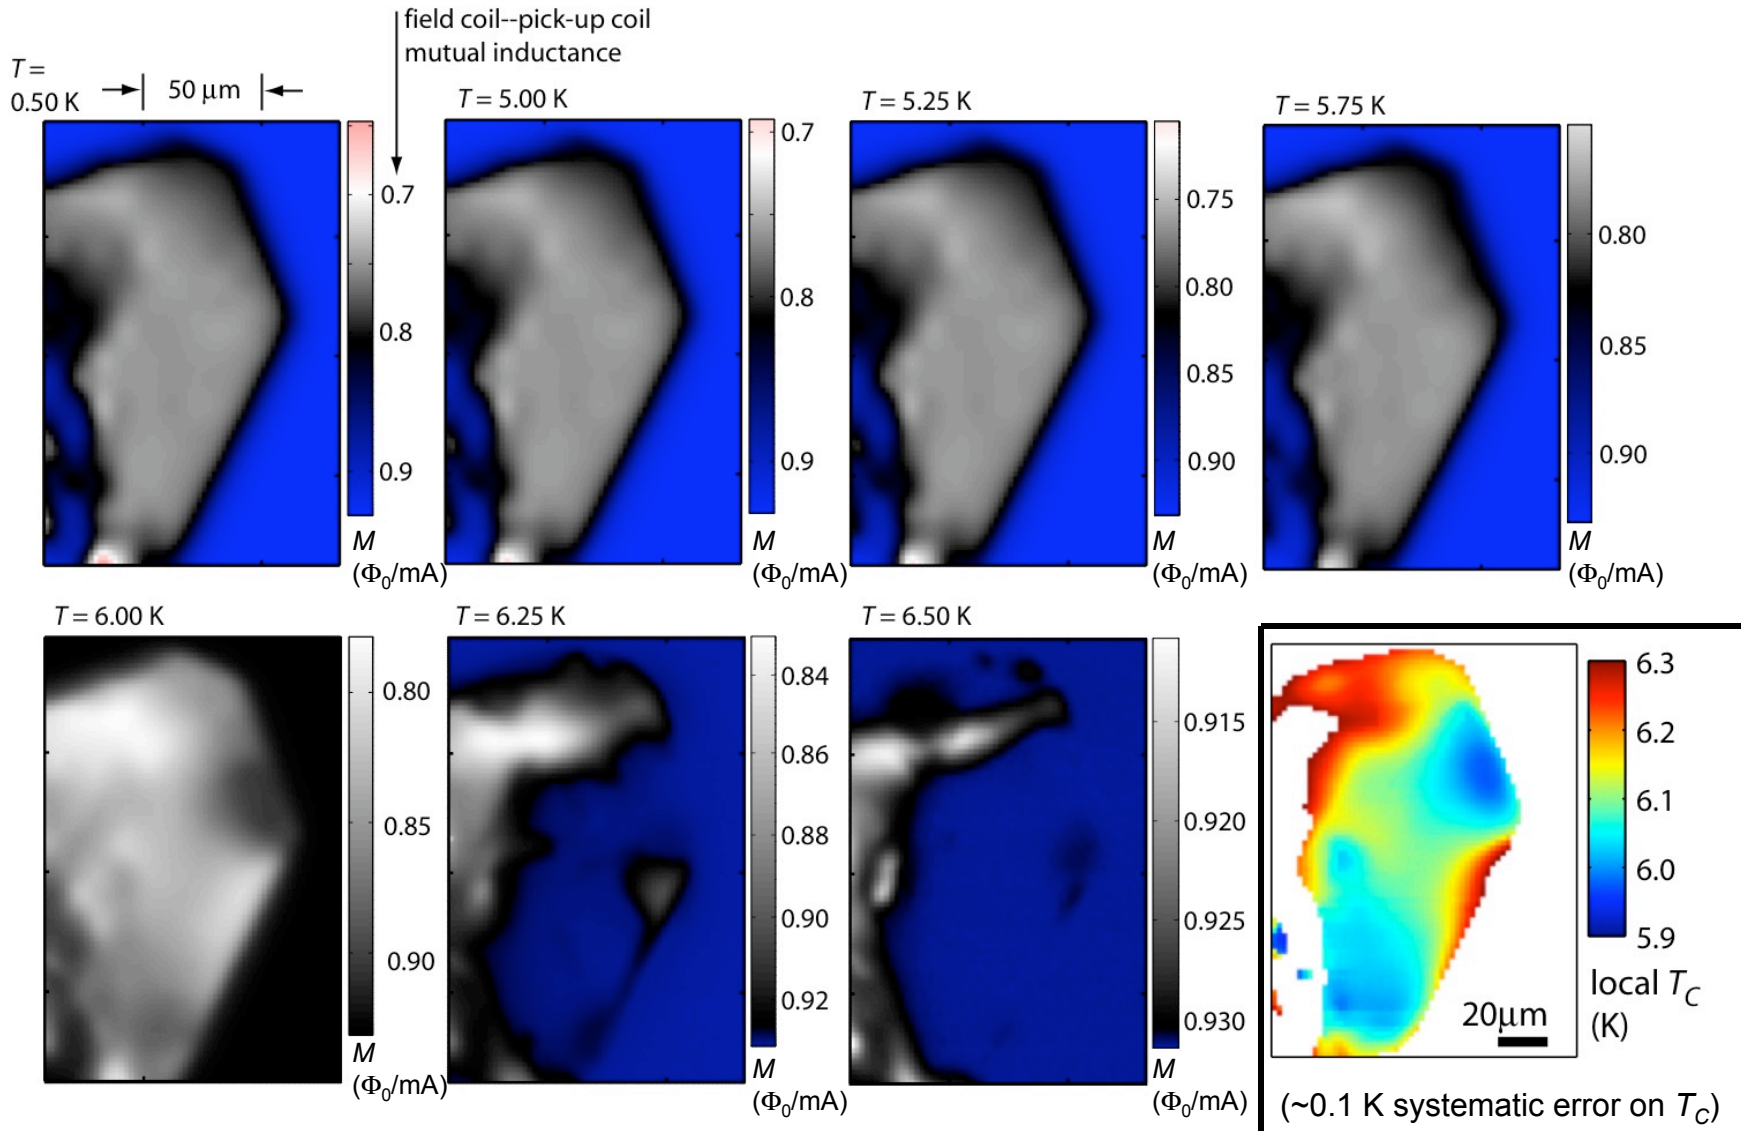 field coil--pick-up coil
mutual inductance
T =
0.50 K
50 μm
T = 5.00 K
T = 5.25 K
T = 5.75 K
0.7
0.8
0.9
M
(Φ0/mA)
0.7
0.8
0.9
M
(Φ0/mA)
0.75
0.80
0.85
0.90
M
(Φ0/mA)
0.80
0.85
0.90
M
(Φ0/mA)
T = 6.00 K
T = 6.25 K
T = 6.50 K
0.80
0.85
0.90
M
(Φ0/mA)
0.84
0.86
0.88
0.90
0.92
M
(Φ0/mA)
0.915
0.920
0.925
0.930
M
(Φ0/mA)
6.3
6.2
6.1
6.0
5.9
local TC
(K)
20μm
(~0.1 K systematic error on TC)